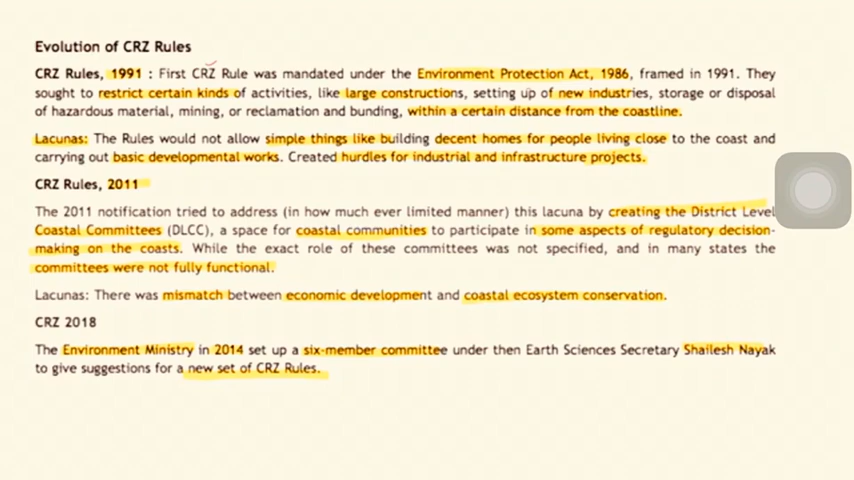 Evolution of CRZ Rules
CRZ Rules, 1991 : First CRZ Rule was mandated under the Environment Protection Act, 1986, framed in 1991. They
sought to restrict certain kinds of activities, like large constructions, setting up of new industries, storage or disposal
of hazardous material, mining, or reclamation and bunding, within a certain distance from the coastline.
Lacunas: The Rules would not allow simple things like building decent homes for people living close to the coast and
carrying out basic developmental works. Created hurdles for industrial and infrastructure projects.
CRZ Rules, 2011
The 2011 notification tried to address (in how much ever limited manner) this lacuna by creating the District Level
Coastal Committees (DLCC), a space for coastal communities to participate in some aspects of regulatory decision-
making on the coasts. While the exact role of these committees was not specified, and in many states the
committees were not fully functional.
Lacunas: There was mismatch between economic development and coastal ecosystem conservation.
CRZ 2018
The Environment Ministry in 2014 set up a six-member committee under then Earth Sciences Secretary Shailesh Nayak
to give suggestions for a new set of CRZ Rules.